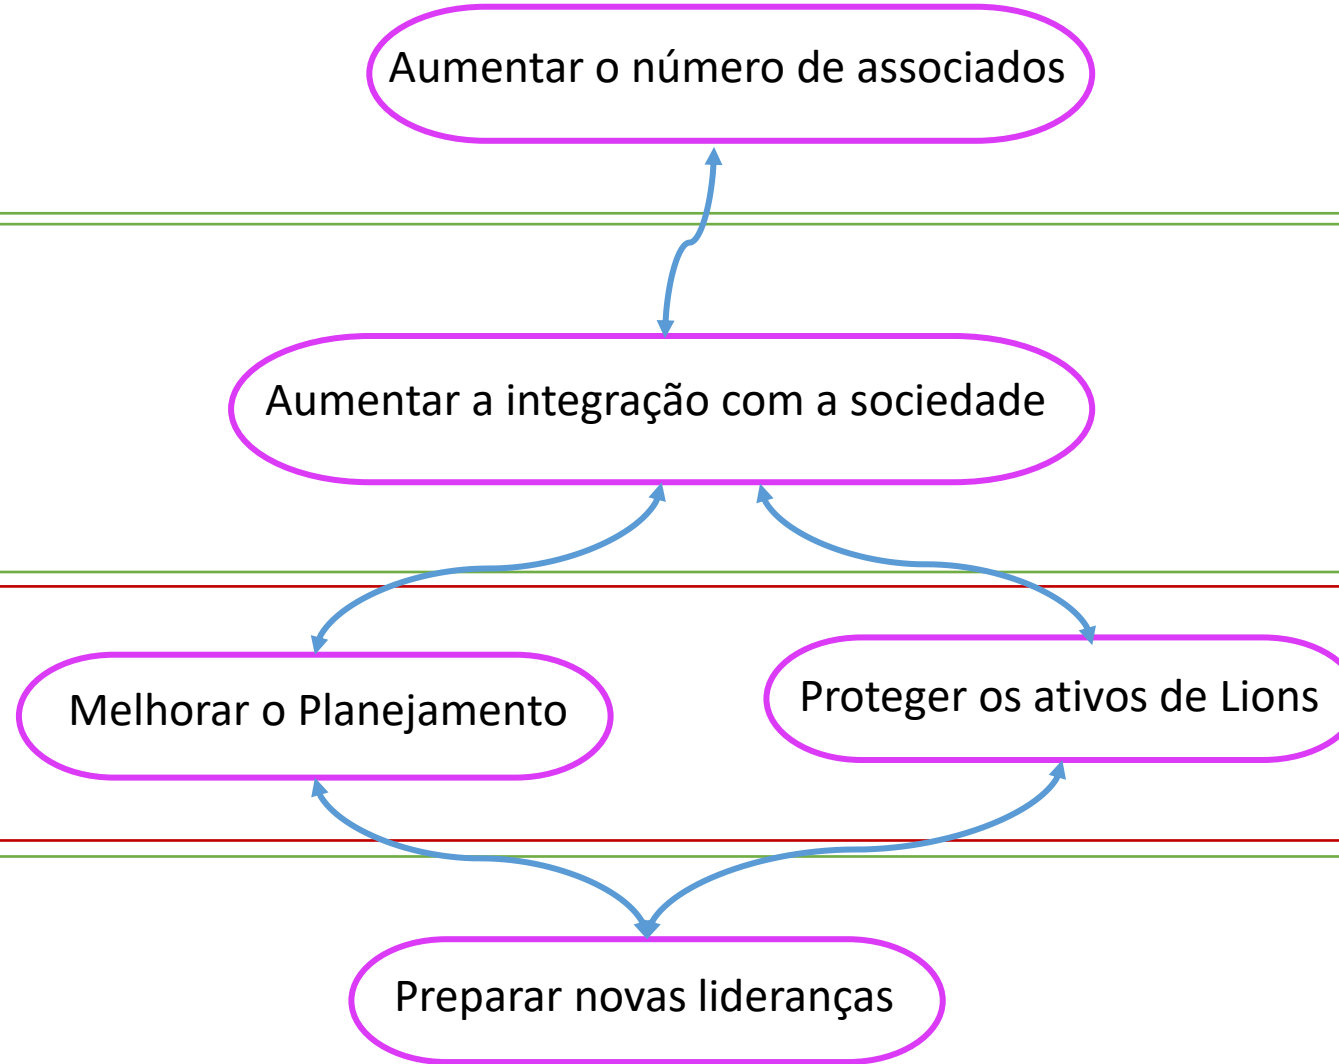 Aumentar o número de associados
Aumentar a integração com a sociedade
Melhorar o Planejamento
Proteger os ativos de Lions
Preparar novas lideranças